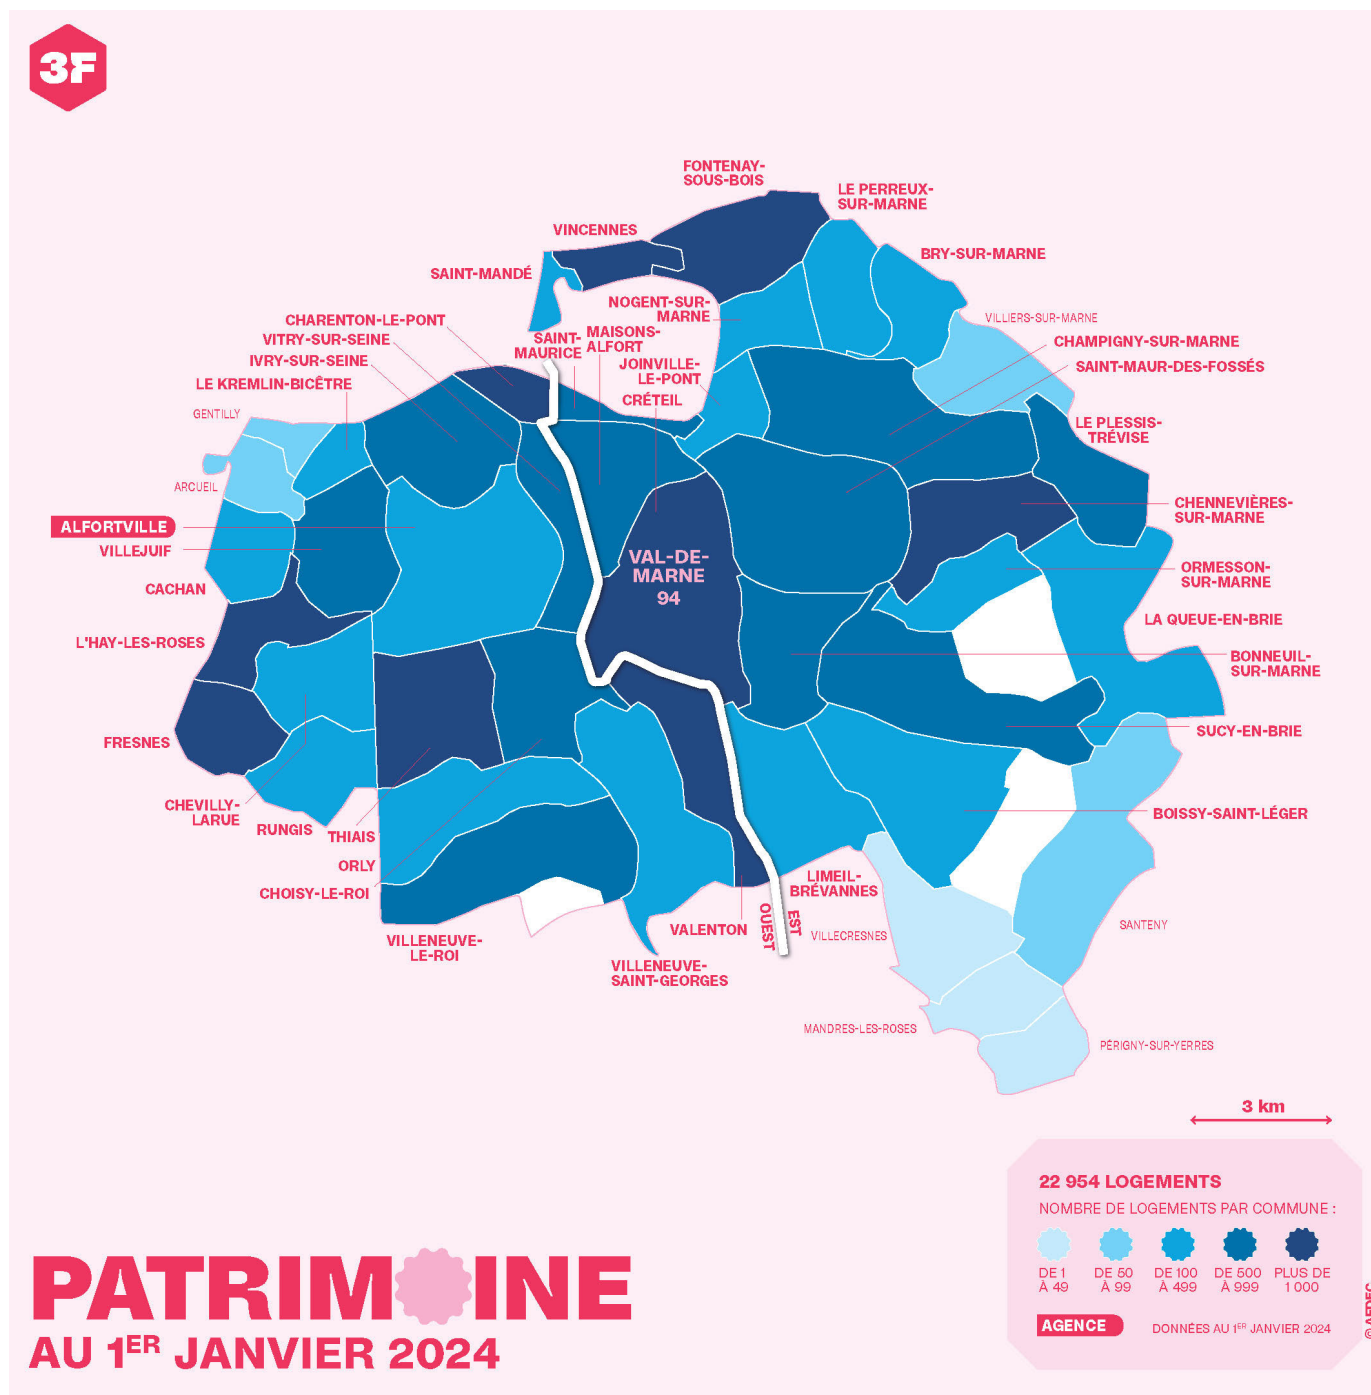 3F
FONTENAY-
SOUS-BOIS
LE PERREUX-
SUR-MARNE
VINCENNES
BRY-SUR-MARNE
SAINT-MANDÉ
NOGENT-SUR-
MARNE
VILLIERS-SUR-MARNE
CHARENTON-LE-PONT
VITRY-SUR-SEINE
IVRY-SUR-SEINE
LE KREMLIN-BICÊTRE
SAINT-
MAURICE
MAISONS-
ALFORT
JOINVILLE-
LE-PONT
CRÉTEIL
CHAMPIGNY-SUR-MARNE
SAINT-MAUR-DES-FOSSÉS
GENTILLY
LE PLESSIS-
TRÉVISE
ARCUEIL
CHENNEVIÈRES-
SUR-MARNE
ALFORTVILLE
VILLEJUIF
CACHAN
VAL-DE-
MARNE
94
ORMESSON-
SUR-MARNE
LA QUEUE-EN-BRIE
L'HAY-LES-ROSES
BONNEUIL-
SUR-MARNE
FRESNES
SUCY-EN-BRIE
CHEVILLY-
LARUE
RUNGIS
THIAIS
BOISSY-SAINT-LÉGER
ORLY
CHOISY-LE-ROI
LIMEIL-
BRÉVANNES
VILLENEUVE-
LE-ROI
VALENTON
OUEST
EST
VILLECRESNES
SANTENY
VILLENEUVE-
SAINT-GEORGES
MANDRES-LES-ROSES
PÉRIGNY-SUR-YERRES
3 km
22 954 LOGEMENTS
NOMBRE DE LOGEMENTS PAR COMMUNE :
DE 1
À 49
DE 50
À 99
DE 100
À 499
DE 500
À 999
PLUS DE
1 000
AGENCE
DONNÉES AU 1ER JANVIER 2024
PATRIMOINE
AU 1ER JANVIER 2024